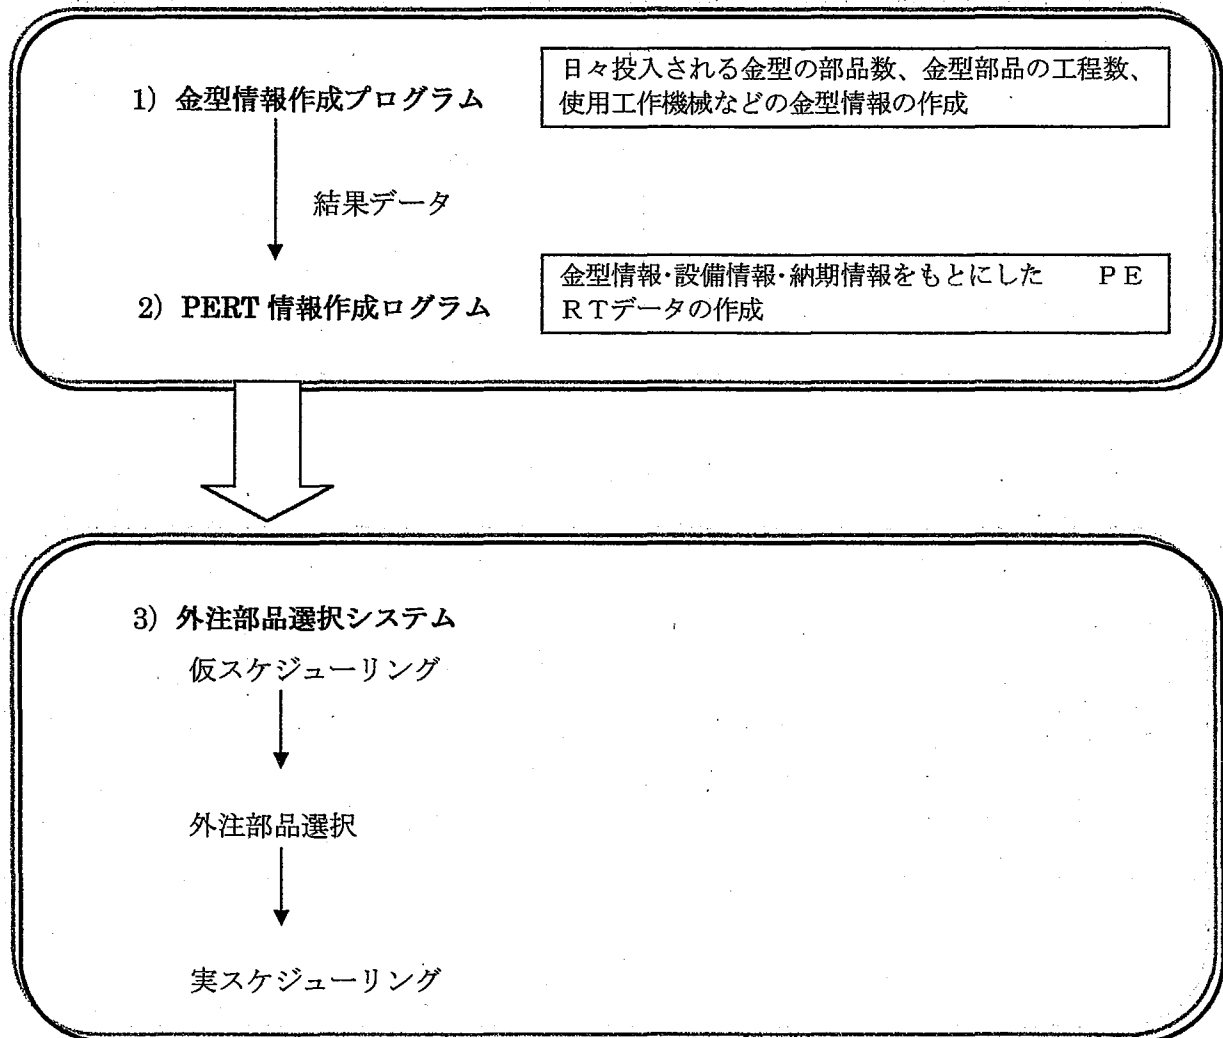 1) 金型情報作成プログラム
日々投入される金型の部品数、金型部品の工程数、
使用工作機械などの金型情報の作成
結果データ
2) PERT 情報作成ログラム
金型情報・設備情報・納期情報をもとにした　　ＰＥ
ＲＴデータの作成
3) 外注部品選択システム
仮スケジューリング
外注部品選択
実スケジューリング